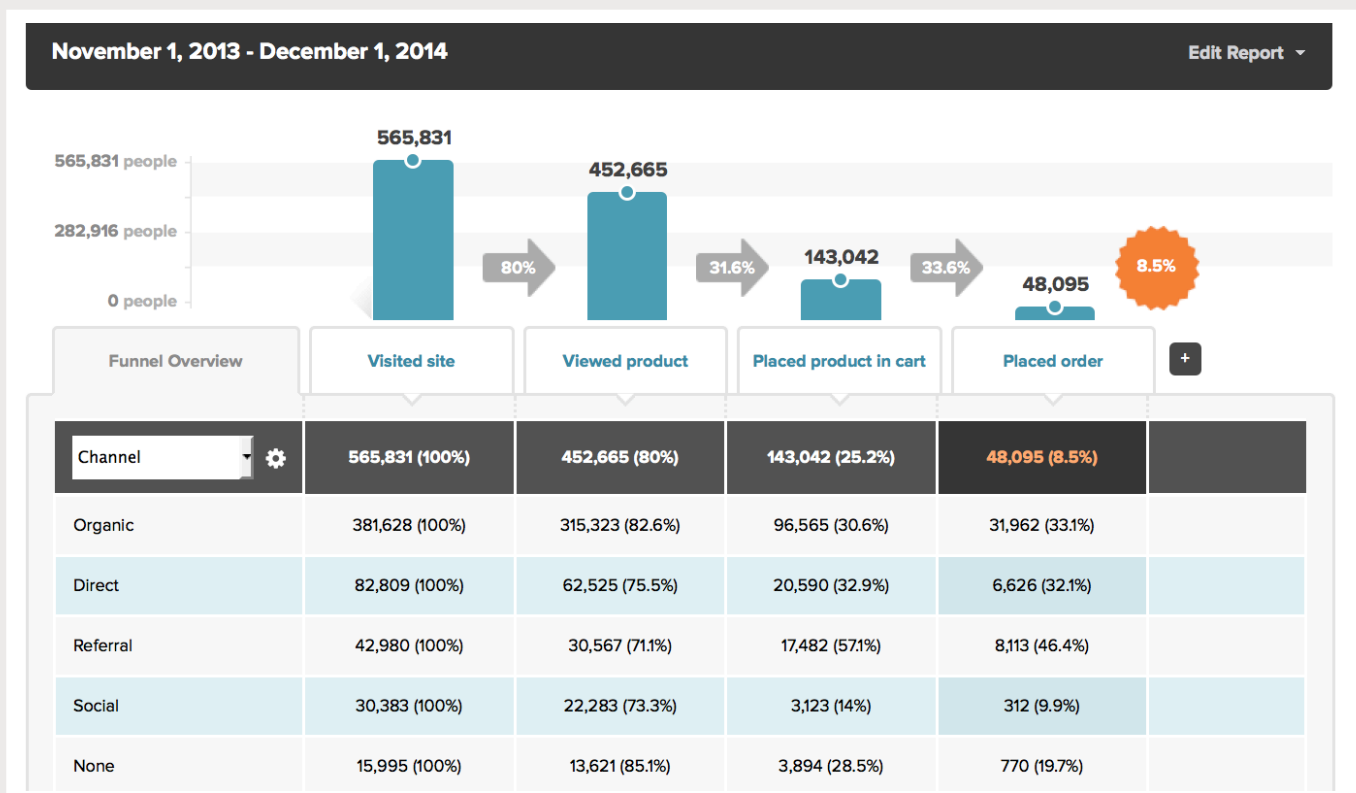 November 1, 2013 - December 1, 2014
Edit Report
565,831
565,831 people
452,665
282,916 people
143,042
80%
31.6%
33.6%
8.5%
48,095
0 people
Funnel Overview
Visited site
Viewed product
Placed product in cart
Placed order
+
Channel
565,831 (100%)
452,665 (80%)
143,042 (25.2%)
48,095 (8.5%)
Organic
381,628 (100%)
315,323 (82.6%)
96,565 (30.6%)
31,962 (33.1%)
Direct
82,809 (100%)
62,525 (75.5%)
20,590 (32.9%)
6,626 (32.1%)
Referral
42,980 (100%)
30,567 (71.1%)
17,482 (57.1%)
8,113 (46.4%)
Social
30,383 (100%)
22,283 (73.3%)
3,123 (14%)
312 (9.9%)
None
15,995 (100%)
13,621 (85.1%)
3,894 (28.5%)
770 (19.7%)